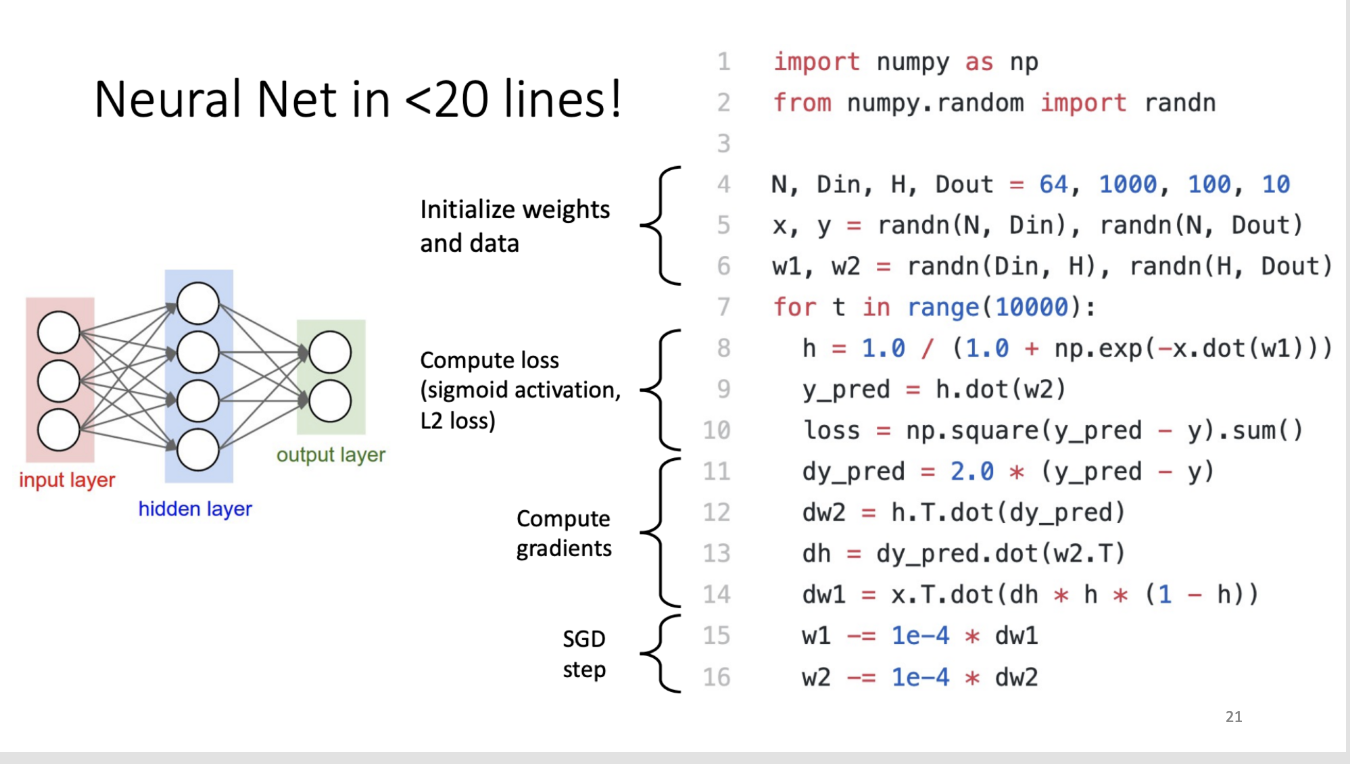 Neural Net in <20 lines!
input layer
hidden layer
output layer
Initialize weights
and data
Compute loss
(sigmoid activation,
L2 loss)
Compute
gradients
SGD
step
1 import numpy as np
2 from numpy.random import randn
3
4 N, Din, H, Dout = 64, 1000, 100, 10
5 x, y = randn(N, Din), randn(N, Dout)
6 w1, w2 = randn(Din, H), randn(H, Dout)
7 for t in range(10000):
8   h = 1.0 / (1.0 + np.exp(-x.dot(w1)))
9   y_pred = h.dot(w2)
10   loss = np.square(y_pred - y).sum()
11   dy_pred = 2.0 * (y_pred - y)
12   dw2 = h.T.dot(dy_pred)
13   dh = dy_pred.dot(w2.T)
14   dw1 = x.T.dot(dh * h * (1 - h))
15   w1 -= 1e-4 * dw1
16   w2 -= 1e-4 * dw2
21